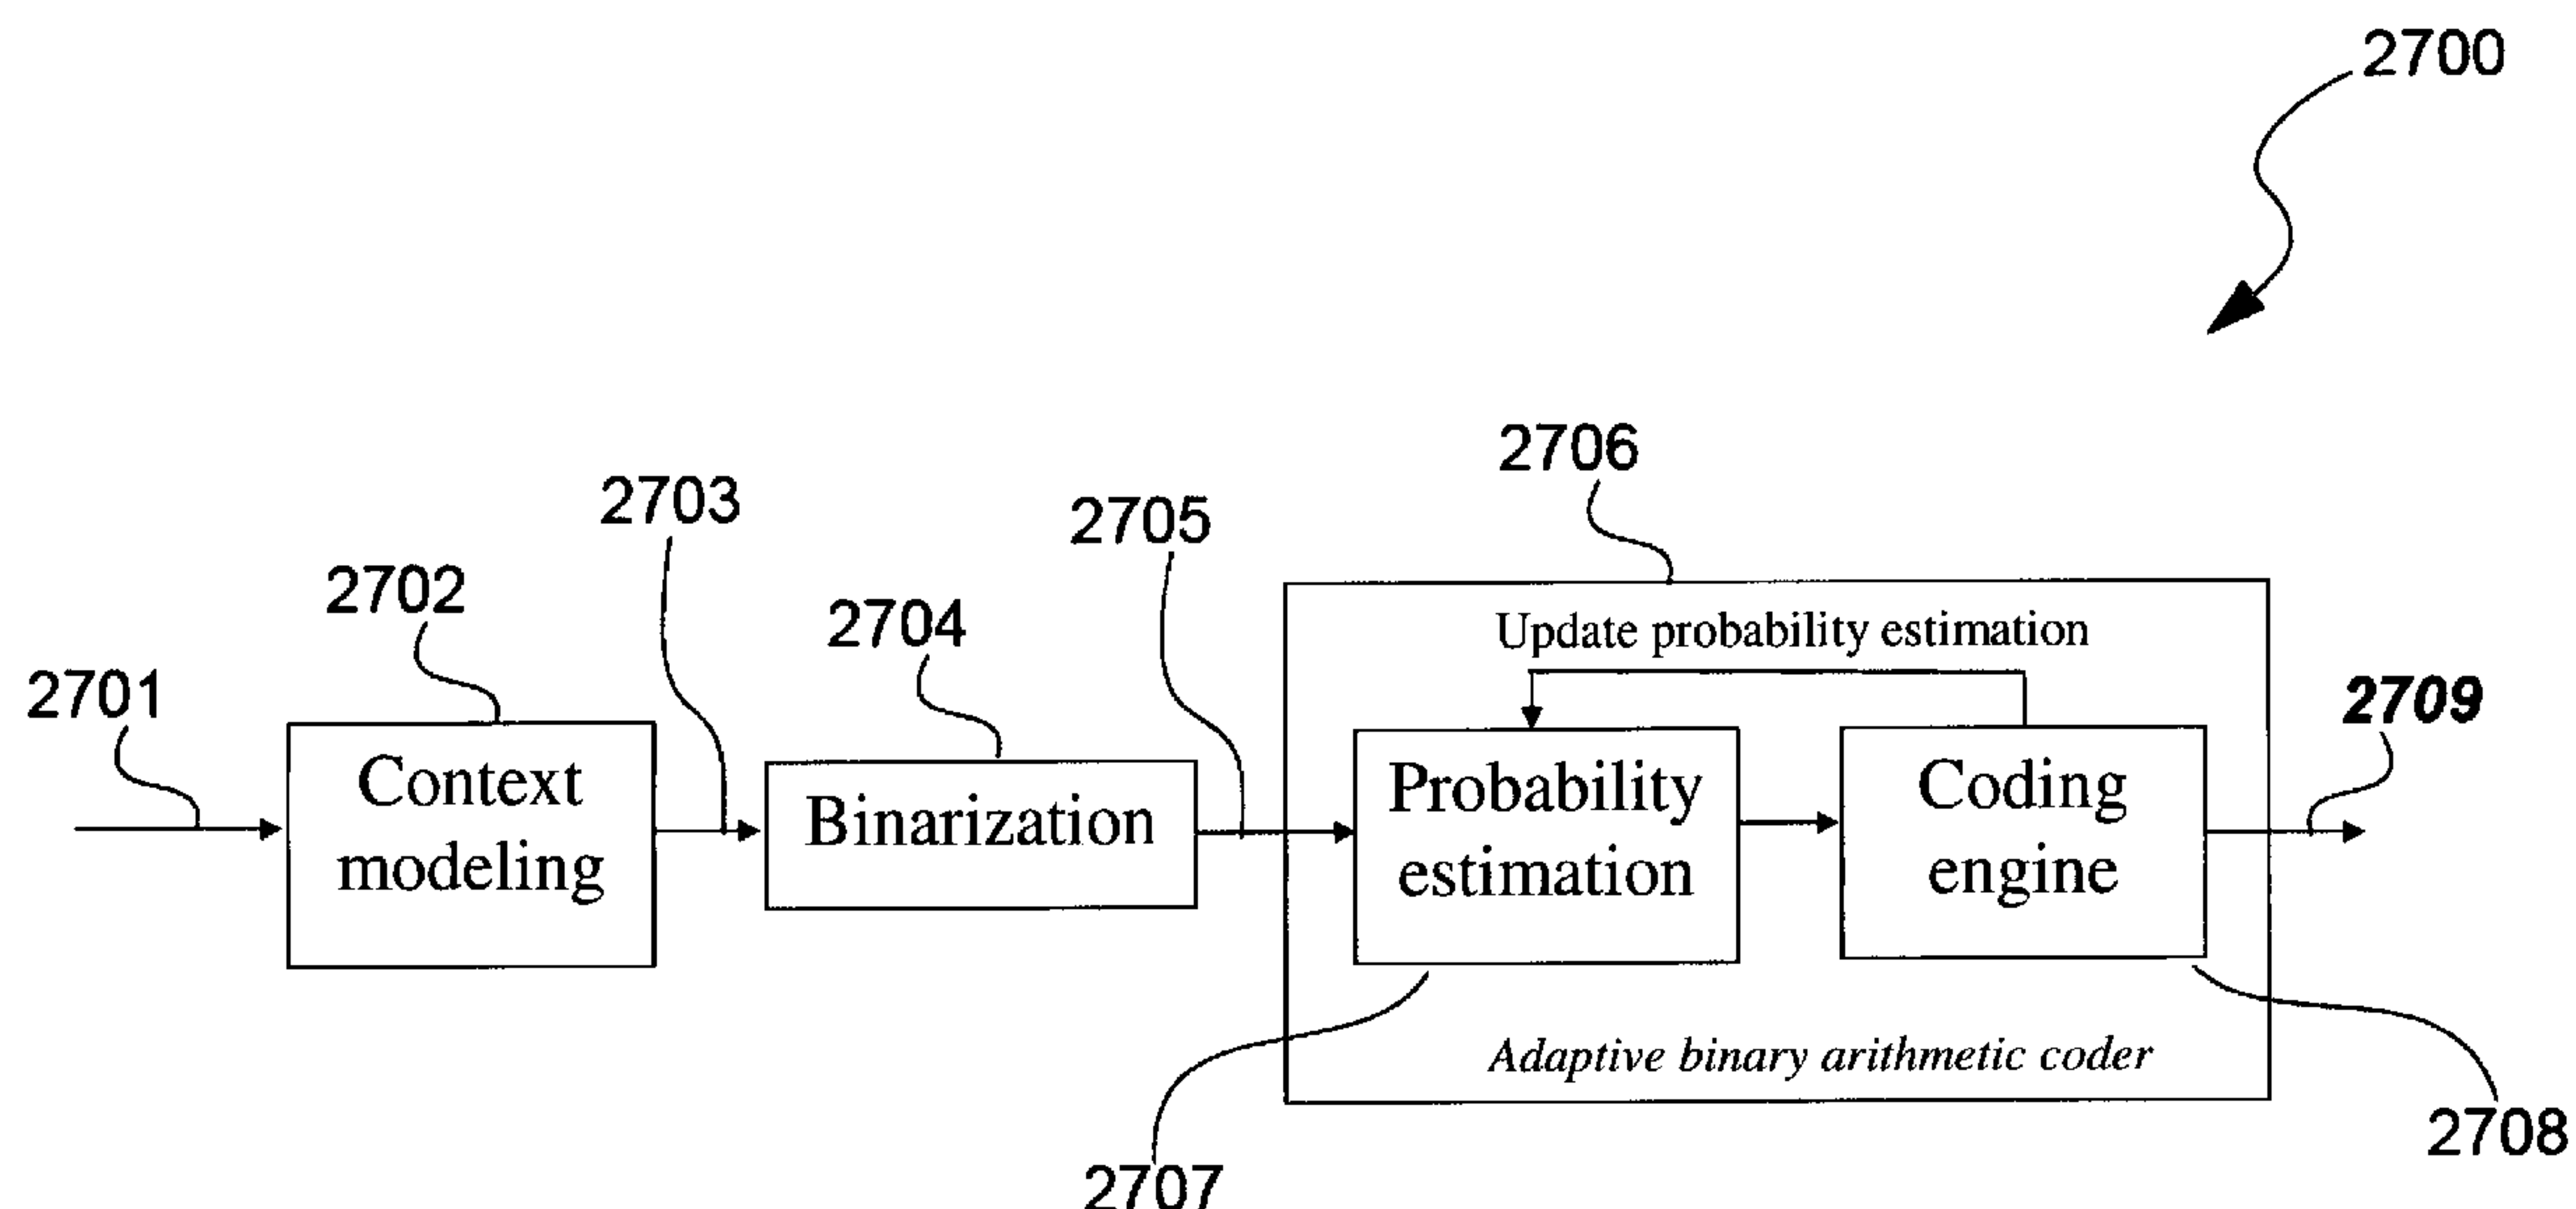 2700
2706
2703
2705
2702
2704
Update probability estimation
2701
2709
Context
modeling
Binarization
Probability
estimation
Coding
engine
Adaptive binary arithmetic coder
2708
2707